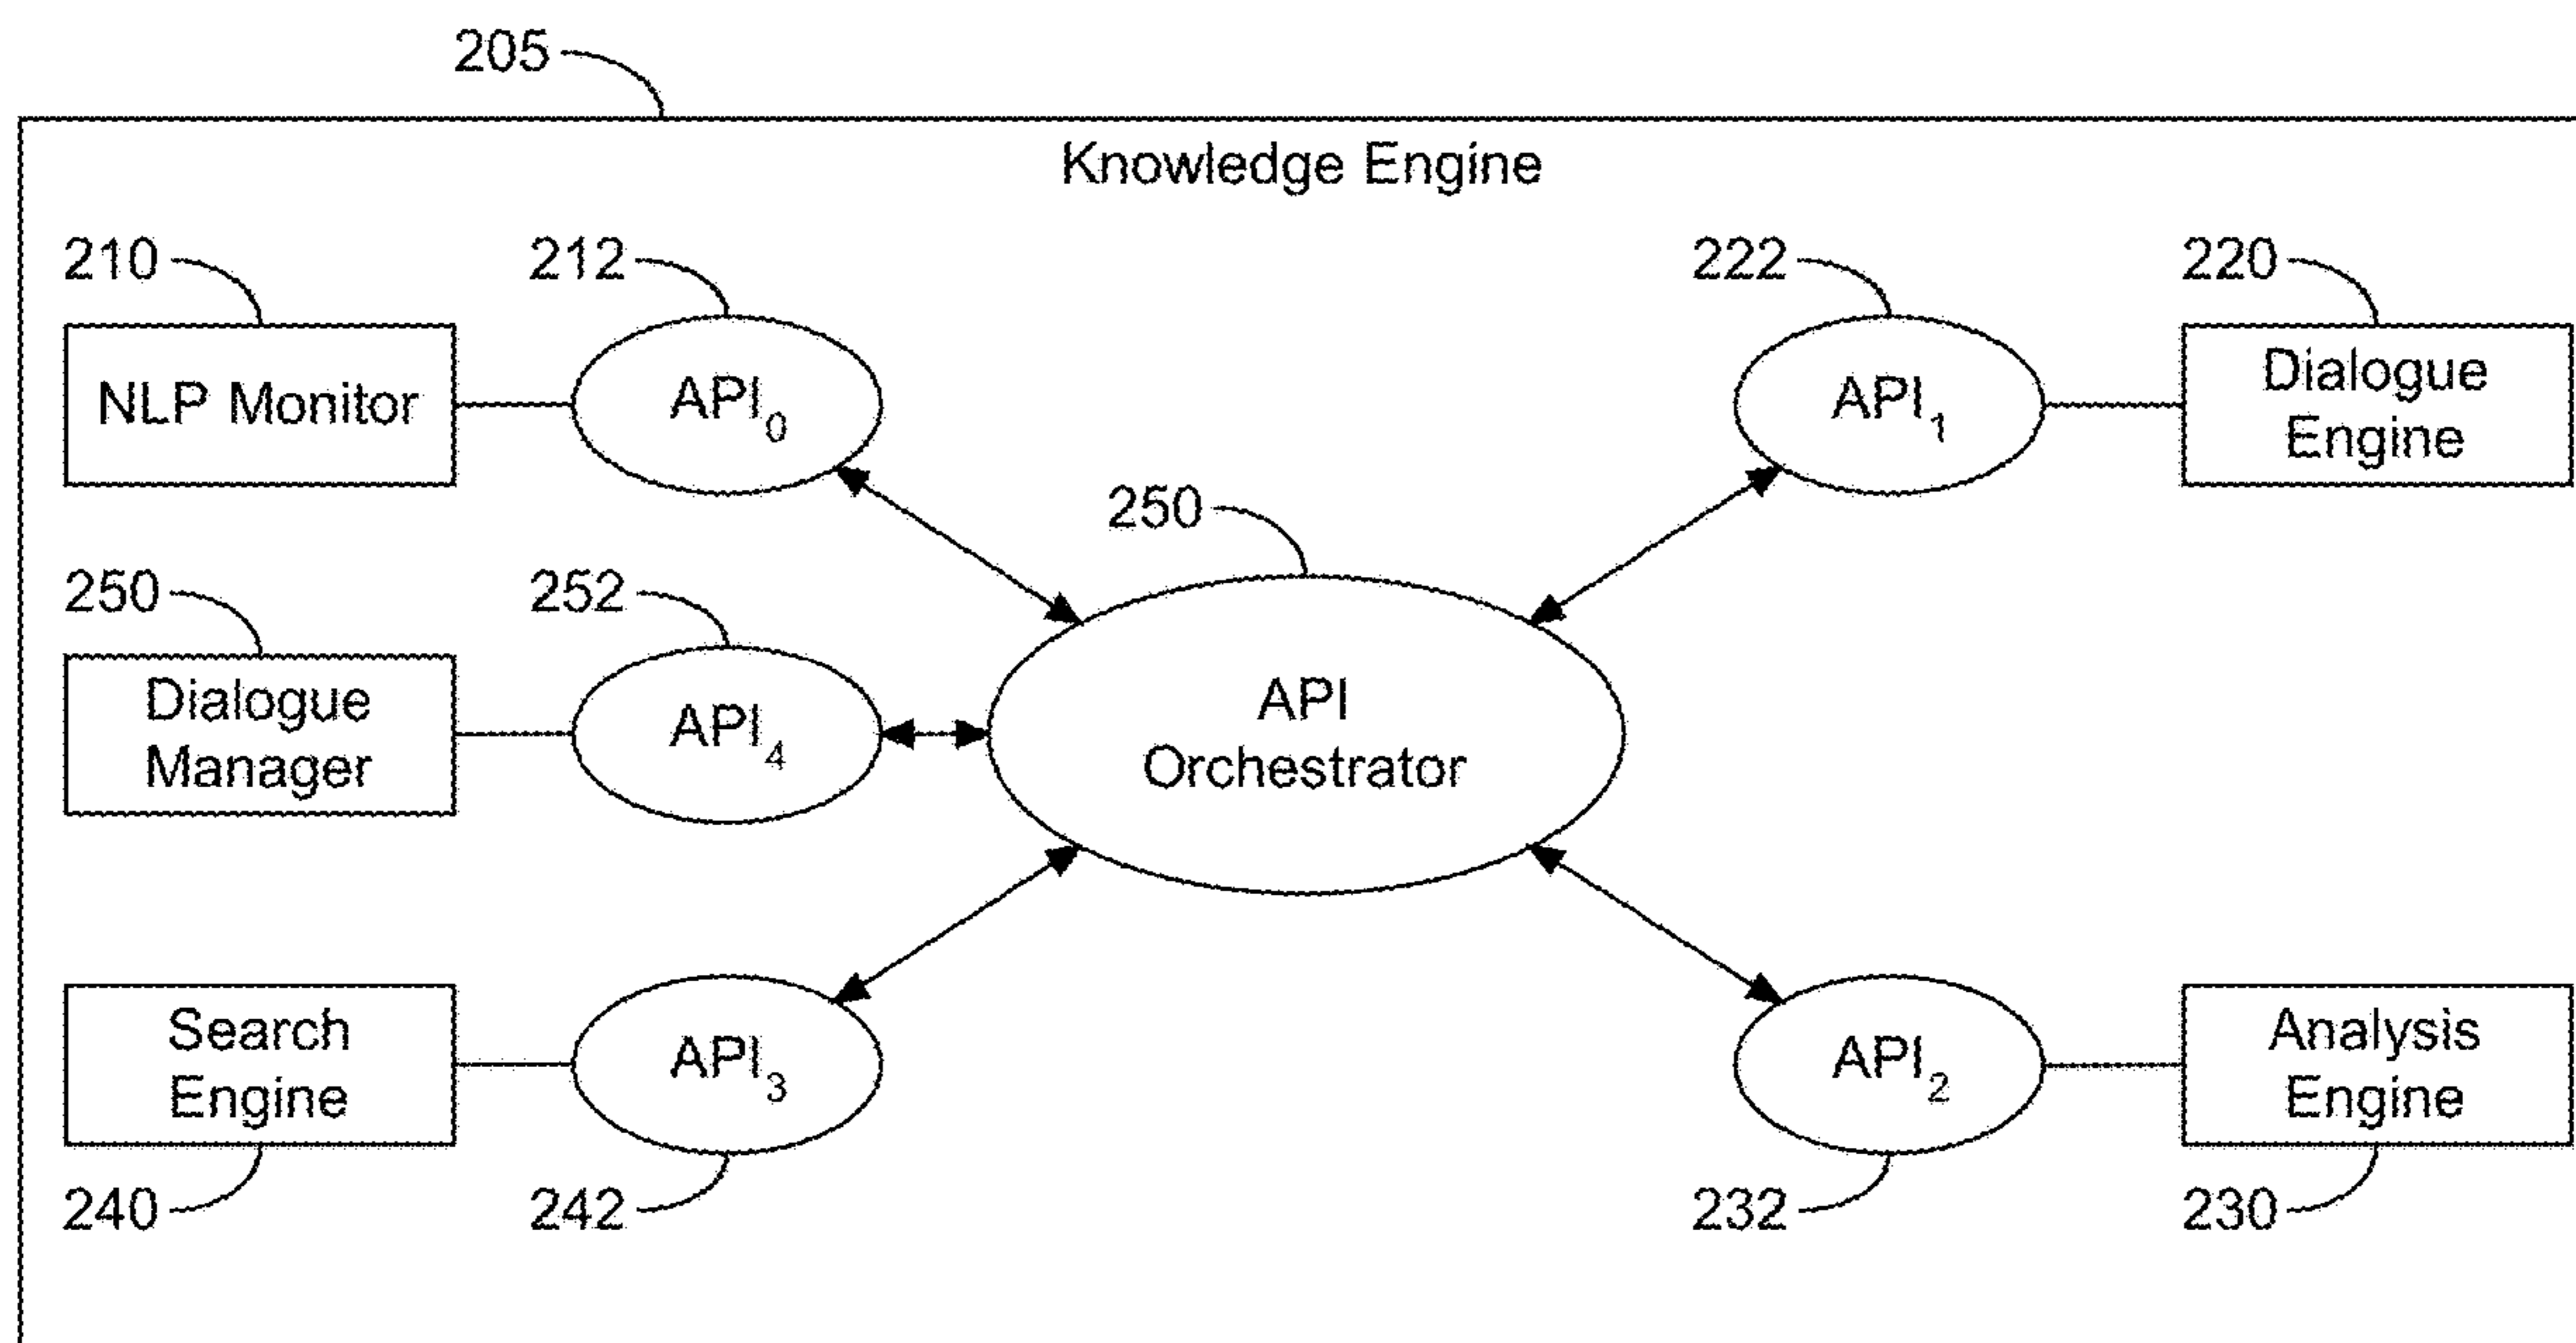 205
Knowledge Engine
210
212
222
220
NLP Monitor
API0
API1
Dialogue
Engine
250
250
252
Dialogue
Manager
API4
API
Orchestrator
Search
Engine
API3
API2
Analysis
Engine
240
242
232
230